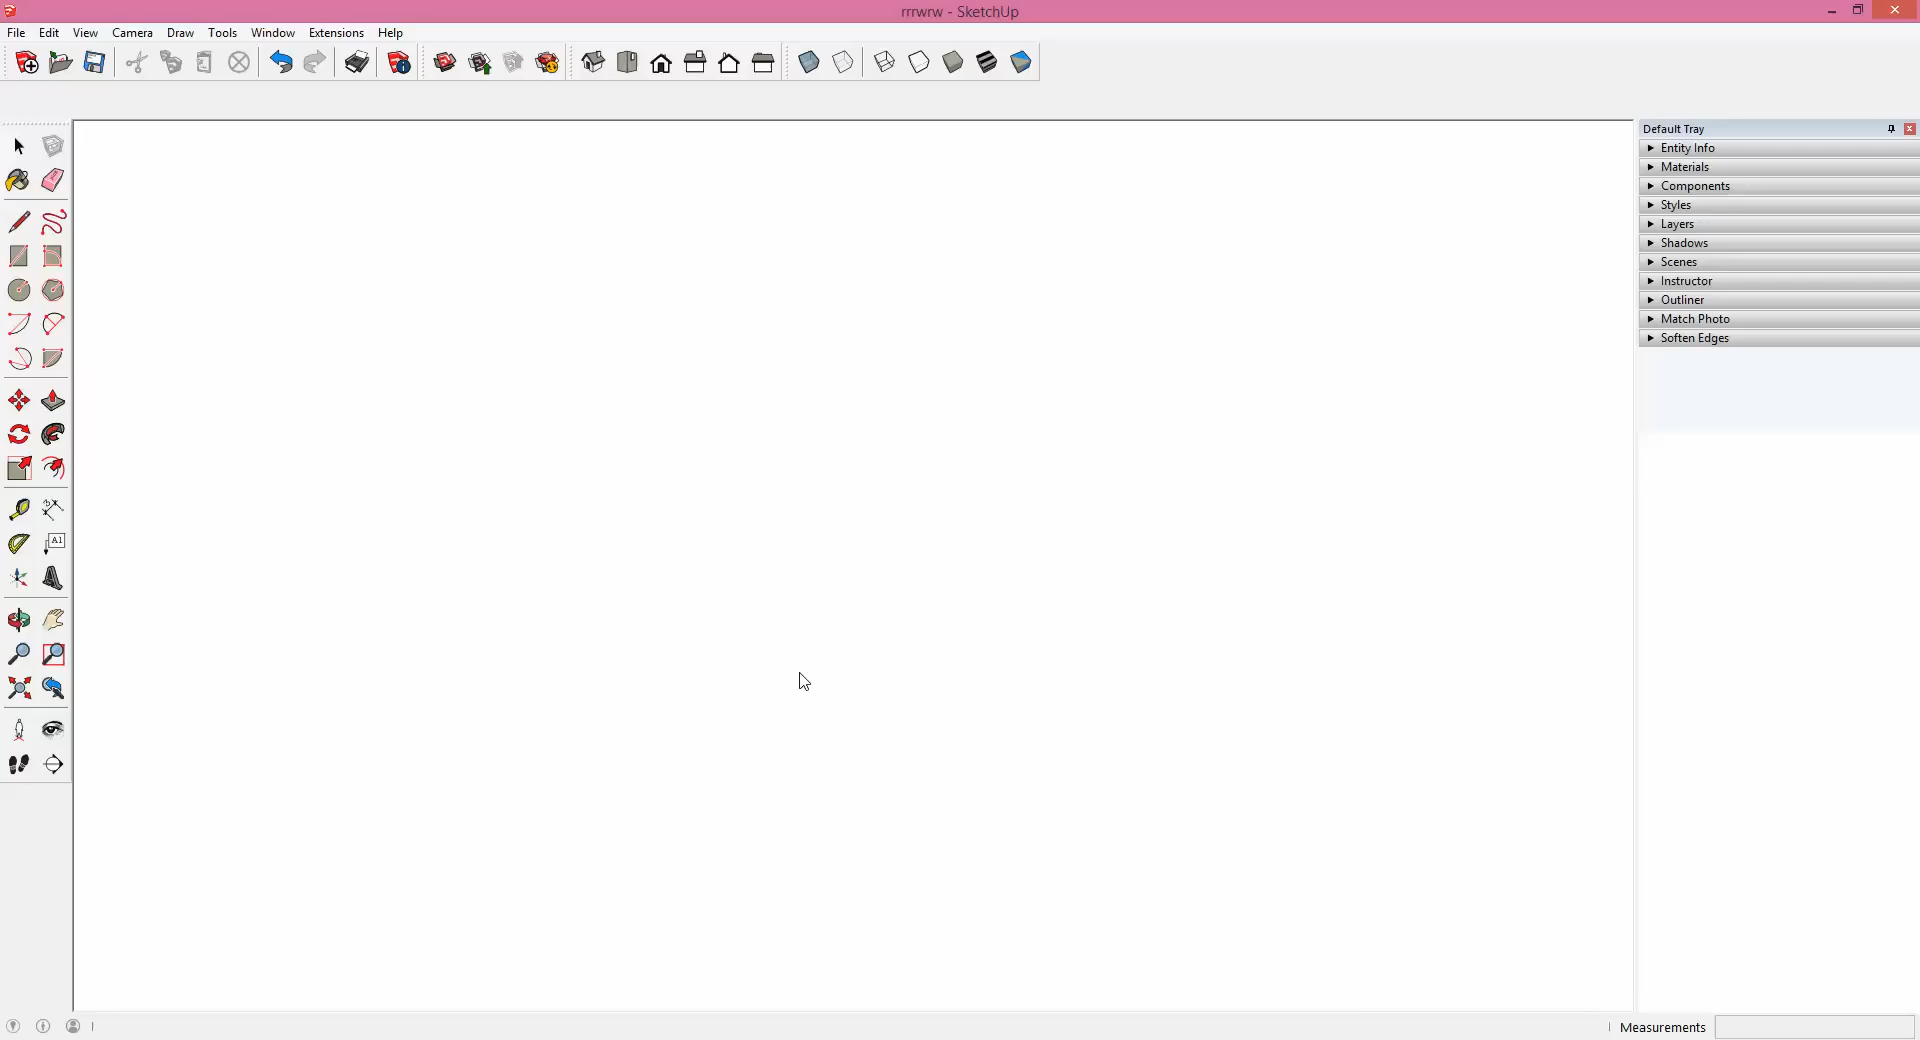 rrrwrw - SketchUp
File Edit View Camera Draw Tools Window Extensions Help
Default Tray
Entity Info
Materials
Components
Styles
Layers
Shadows
Scenes
Instructor
Outliner
Match Photo
Soften Edges
A1
Measurements